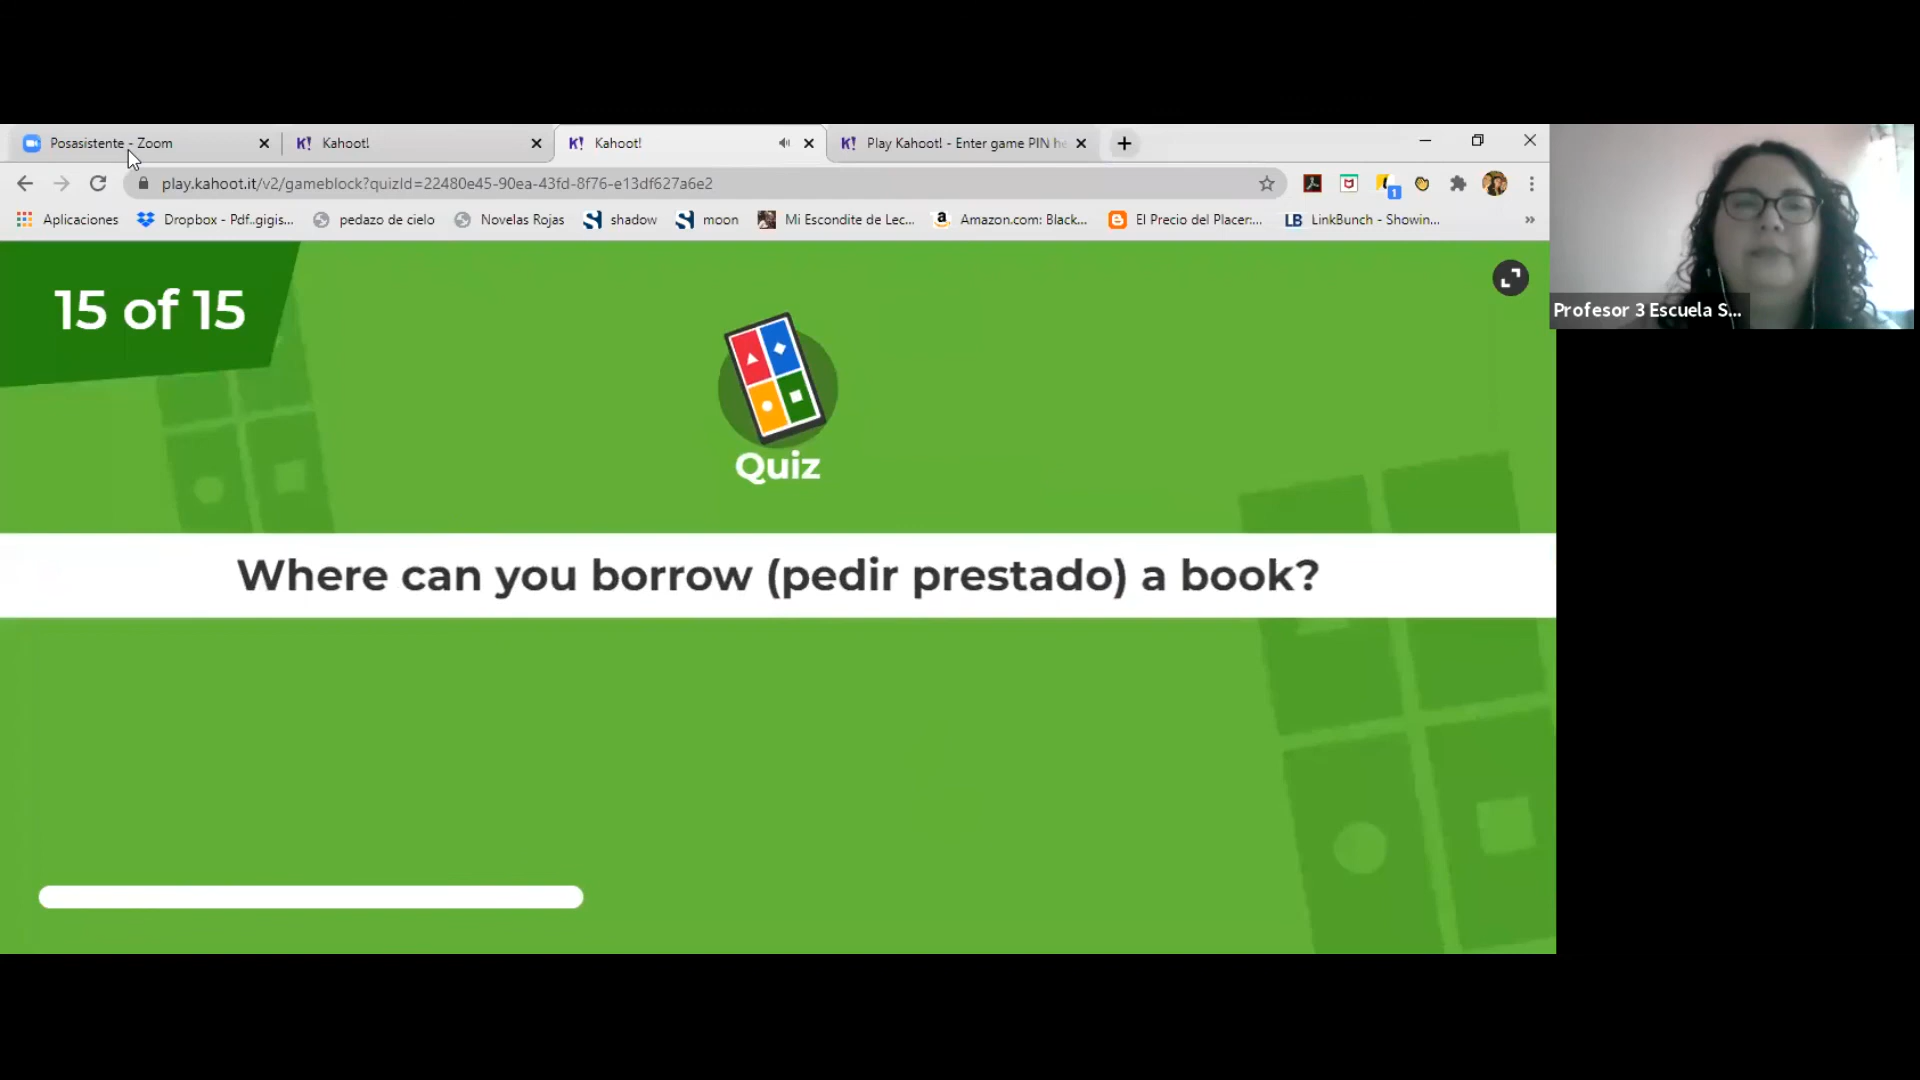 Posasistente - Zoom
Kahoot!
Kahoot!
Play Kahoot! - Enter game PIN he
play.kahoot.it/v2/gameblock?quizId=22480e45-90ea-43fd-8f76-e13df627a6e2
1
Aplicaciones
Dropbox - Pdf..gigis...
pedazo de cielo
Novelas Rojas
shadow
moon
Mi Escondite de Lec...
Amazon.com: Black...
El Precio del Placer:...
LB LinkBunch - Showin...
Profesor 3 Escuela S...
15 of 15
Quiz
Where can you borrow (pedir prestado) a book?